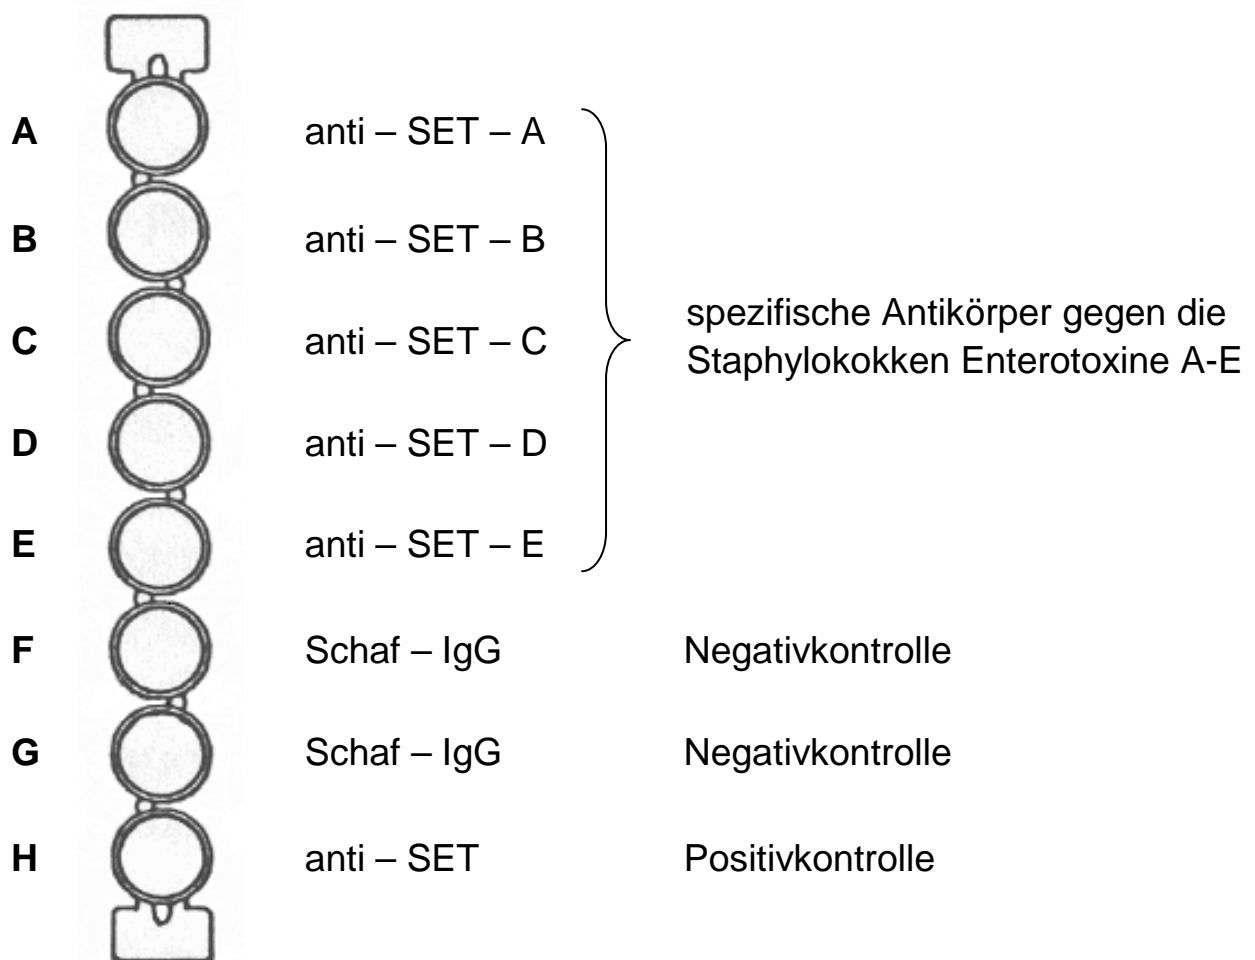 A anti – SET – A
B anti – SET – B
spezifische Antikörper gegen die
Staphylokokken Enterotoxine A-E
C anti – SET – C
D anti – SET – D
E anti – SET – E
F Schaf – IgG Negativkontrolle
G Schaf – IgG Negativkontrolle
H anti – SET Positivkontrolle